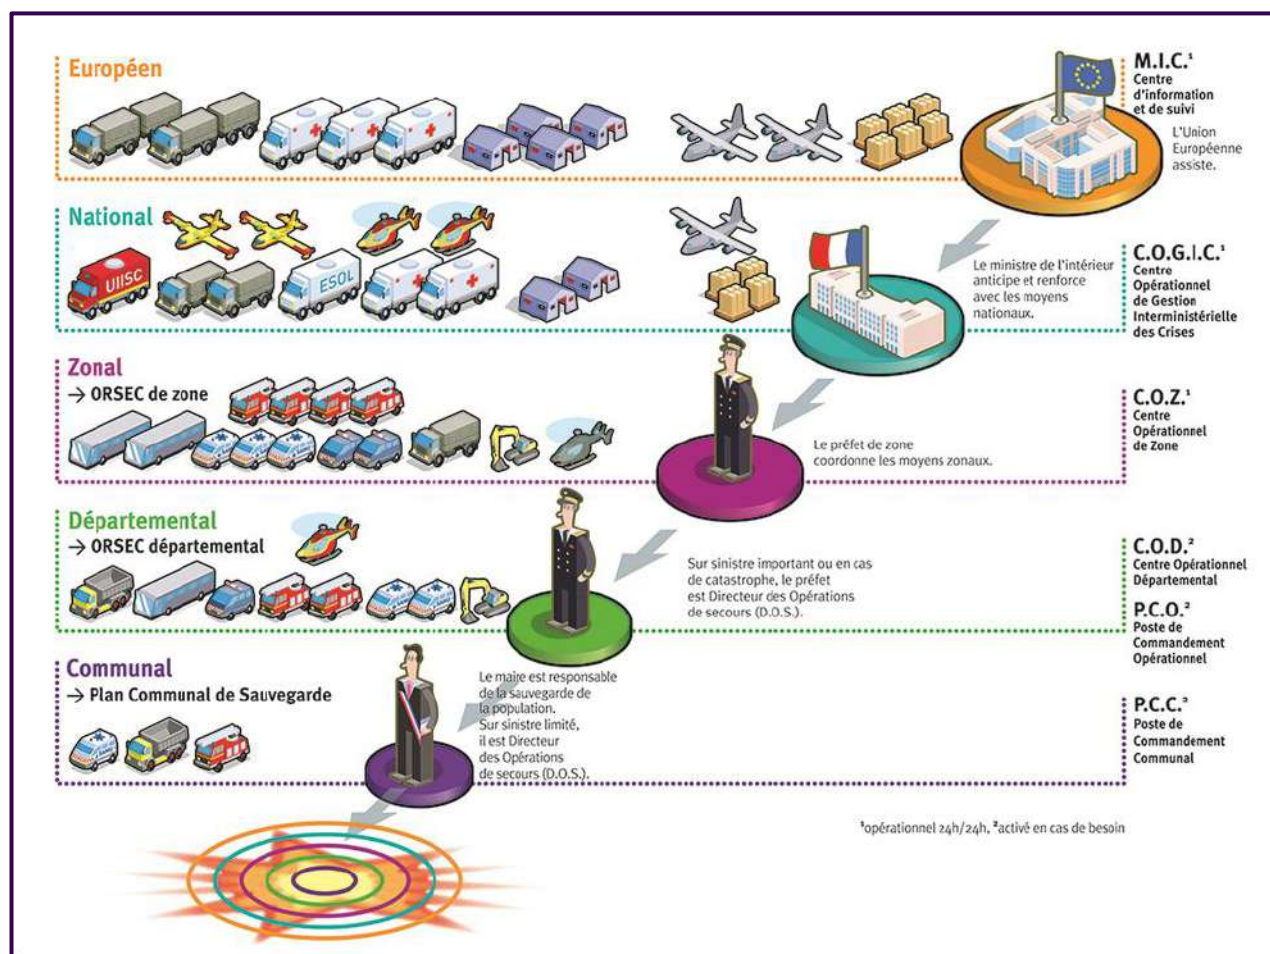 Européen
M.I.C.¹
Centre
d'information
et de suivi
L'Union
Européenne
assiste.
National
UIISC
ESOL
Le ministre de l'intérieur
anticipe et renforce
avec les moyens
nationaux.
C.O.G.I.C.¹
Centre
Opérationnel
de Gestion
Interministérielle
des Crises
Zonal
→ ORSEC de zone
Le préfet de zone
coordonne les moyens zonaux.
C.O.Z.¹
Centre
Opérationnel
de Zone
Départemental
→ ORSEC départemental
Sur sinistre important ou en cas
de catastrophe, le préfet
est Directeur des Opérations
de secours (D.O.S.).
C.O.D.²
Centre Opérationnel
Départemental
P.C.O.²
Poste de
Commandement
Opérationnel
Communal
→ Plan Communal de Sauvegarde
Le maire est responsable
de la sauvegarde de
la population.
Sur sinistre limité,
il est Directeur
des Opérations
de secours (D.O.S.).
P.C.C.²
Poste de
Commandement
Communal
¹opérationnel 24h/24h, ²activé en cas de besoin